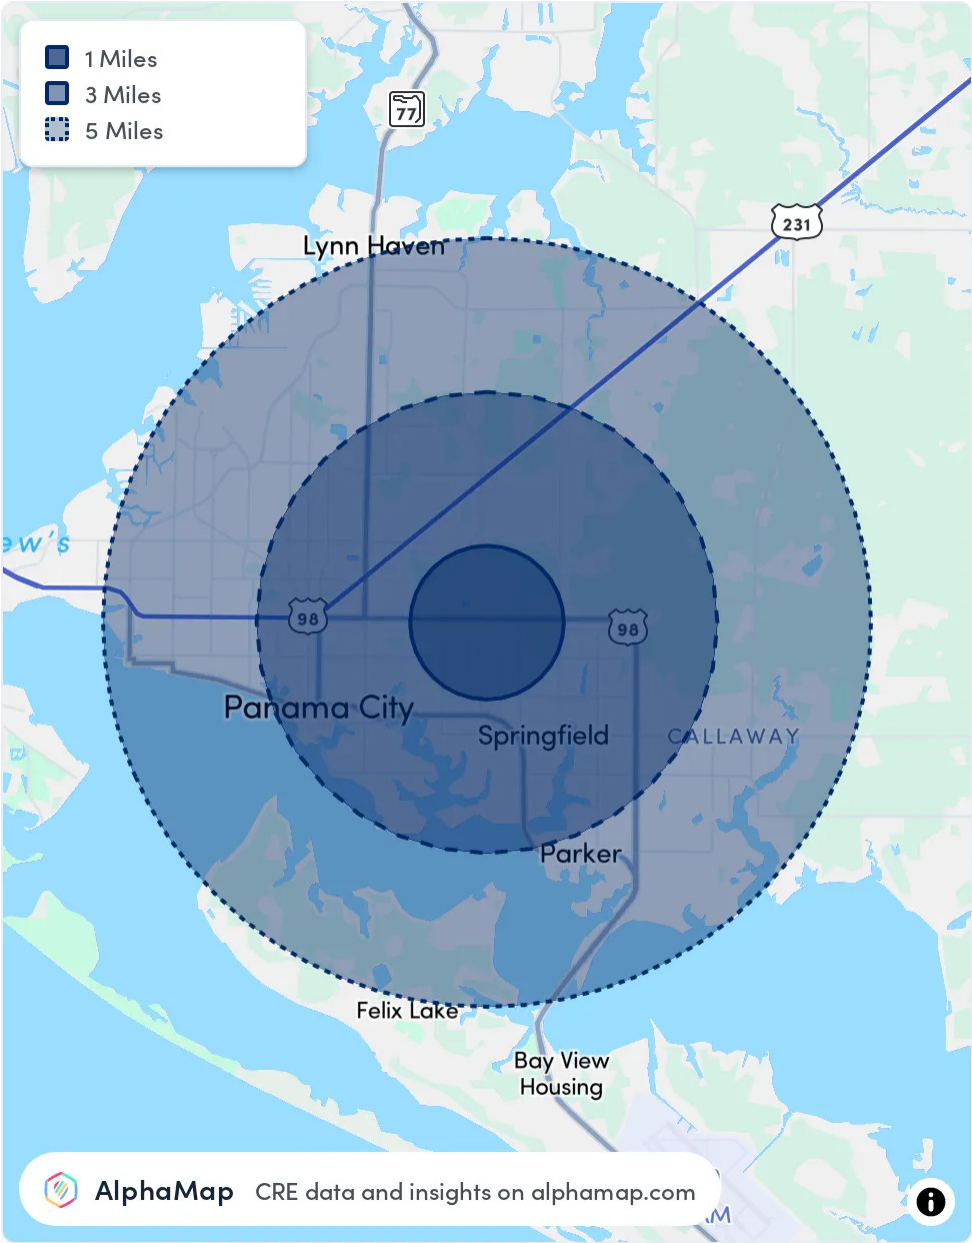 1 Miles
3 Miles
5 Miles
77
231
Lynn Haven
ew's
98
98
Panama City
Springfield
CALLAWAY
Parker
Felix Lake
Bay View
Housing
AlphaMap CRE data and insights on alphamap.com